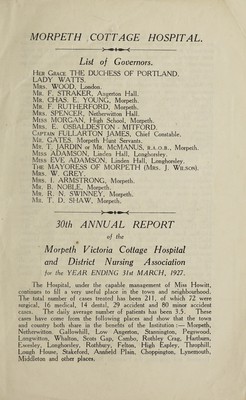 MORPETH COTTAGE HOSPITAL.
List of Governors.
HER GRACE THE DUCHESS OF PORTLAND.
LADY WATTS.
MRS. WOOD, London.
MR. F. STRAKER, Angerton Hall.
MR. CHAS. E. YOUNG, Morpeth.
MR. F. RUTHERFORD, Morpeth.
MRS. SPENCER, Netherwitton Hall.
MISS MORGAN, High School, Morpeth.
MRS. E. OSBALDESTON - MITFORD.
CAPTAIN FULLARTON JAMES, Chief Constable.
MR. GATES, Morpeth Hunt Servants.
MR. T. JARDIN or MR. McMANUS, R.A.O.B., Morpeth.
MISS ADAMSON, Linden Hall, Longhorsley.
MISS EVE ADAMSON, Linden Hall, Longhorsley.
THE MAYORESS OF MORPETH (MRS. J. WILSON).
MRS. W. GREY.
MRS. I. ARMSTRONG, Morpeth.
MR. B. NOBLE, Morpeth.
MR. R. N. SWINNEY, Morpeth.
MR. T. D. SHAW, Morpeth.
30th ANNUAL REPORT
of the
Morpeth Victoria Cottage Hospital
and District Nursing Association
for the YEAR ENDING 31st MARCH, 1927.
The Hospital, under the capable management of Miss Howitt,
continues to fill a very useful place in the town and neighbourhood.
The total number of cases treated has been 211, of which 72 were
surgical, 16 medical, 14 dental, 29 accident and 80 minor accident
cases. The daily average number of patients has been 3.5. These
cases have come from the following places and show that the town
and country both share in the benefits of the Institution :— Morpeth,
Netherwitton, Gallowhill, Low Angerton, Stannington, Pegswood,
Longwitton, Whalton, Scots Gap, Cambo, Rothley Crag, Hartburn,
Ewesley, Longhorsley, Rothbury, Felton, High Espley, Throphill,
Lough House, Stakeford, Annfield Plain, Choppington, Lynemouth,
Middleton and other places.